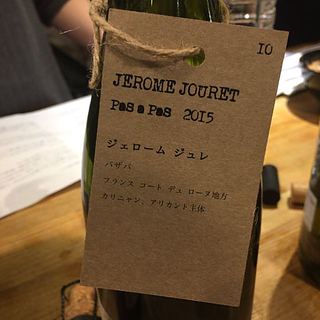 10
JEROME JOURET
Pas a Pas 2015
ジェローム ジュレ
パザパ
フランス コート デュ ローヌ地方
カリニャン、アリカント主体